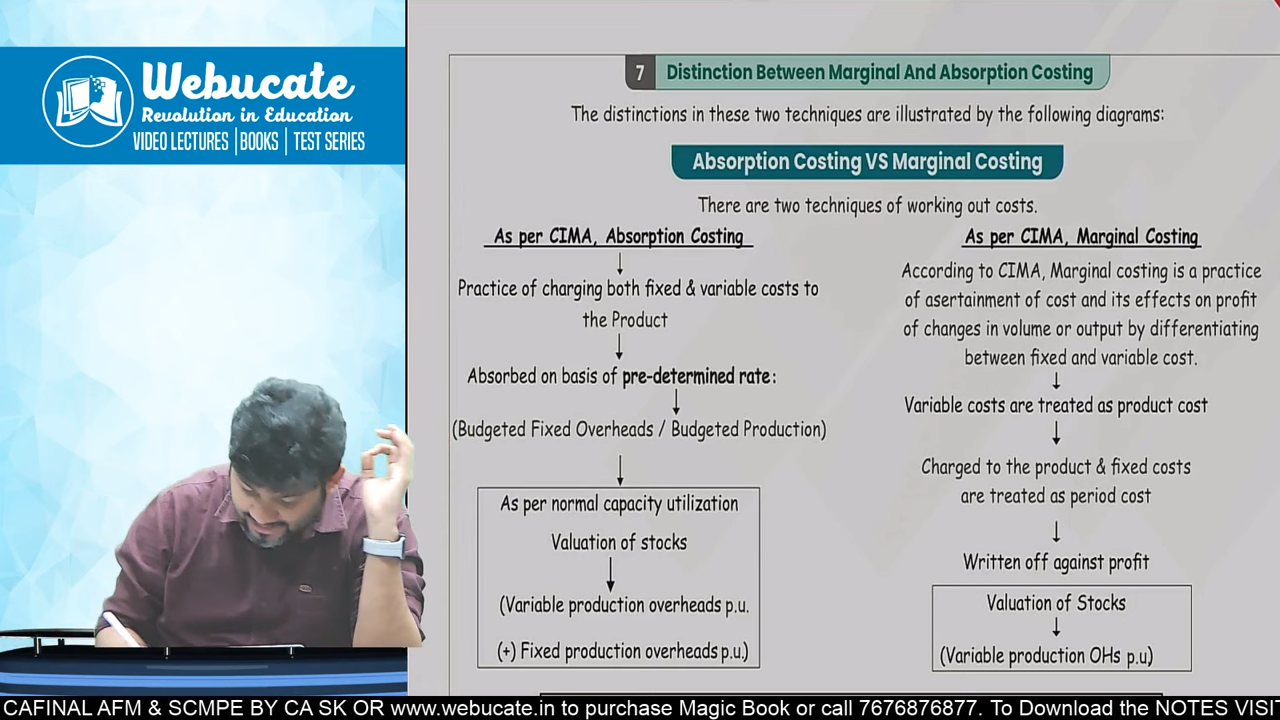 Webucate
Revolution in Education
VIDEO LECTURES | BOOKS | TEST SERIES
7 Distinction Between Marginal And Absorption Costing
The distinctions in these two techniques are illustrated by the following diagrams:
Absorption Costing VS Marginal Costing
There are two techniques of working out costs.
As per CIMA, Absorption Costing
Practice of charging both fixed & variable costs to
the Product
Absorbed on basis of pre-determined rate:
(Budgeted Fixed Overheads / Budgeted Production)
As per normal capacity utilization
Valuation of stocks
(Variable production overheads p.u.
(+) Fixed production overheads p.u.)
As per CIMA, Marginal Costing
According to CIMA, Marginal costing is a practice
of asertainment of cost and its effects on profit
of changes in volume or output by differentiating
between fixed and variable cost.
Variable costs are treated as product cost
Charged to the product & fixed costs
are treated as period cost
Written off against profit
Valuation of Stocks
(Variable production OHs p.u)
CAFINAL AFM & SCMPE BY CA SK OR www.webucate.in to purchase Magic Book or call 7676876877. To Download the NOTES VISI